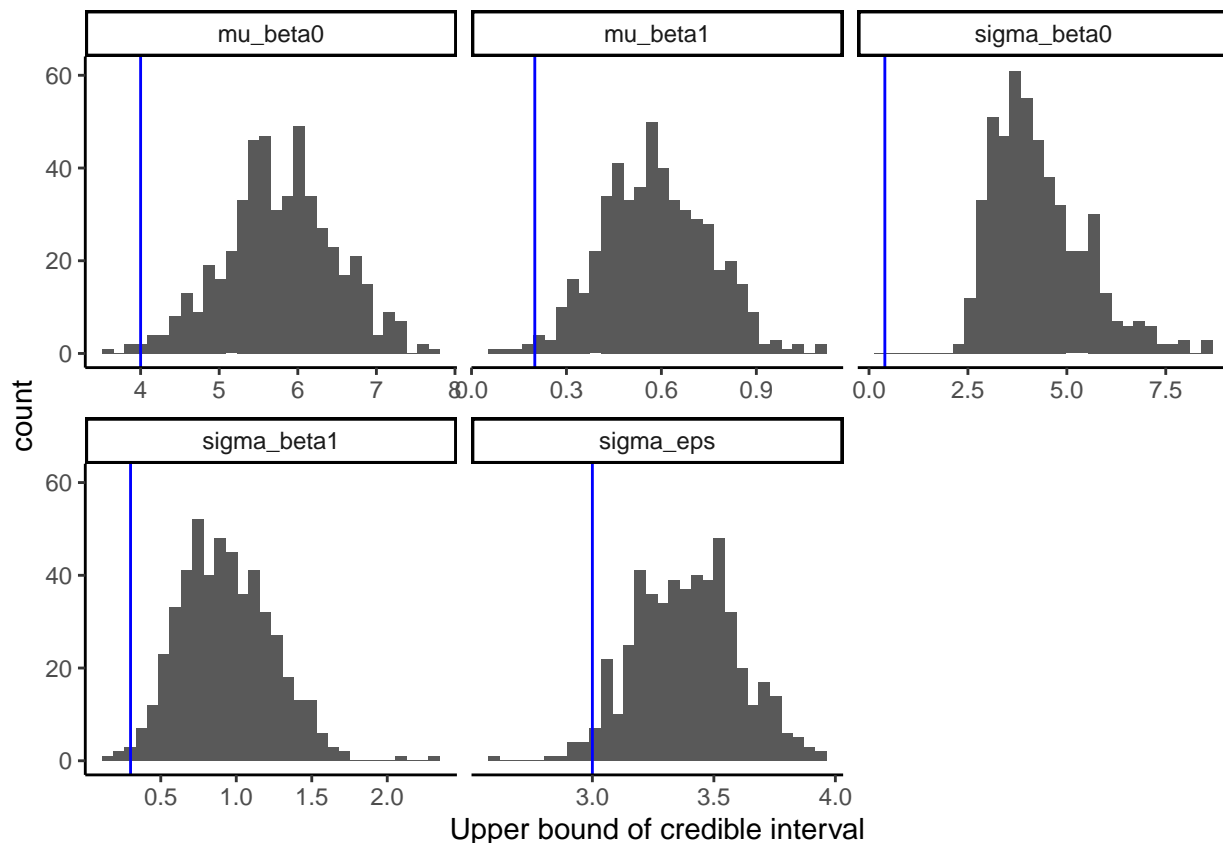 mu_beta0 mu_beta1 sigma_beta0
60
40
20
0
4 5 6 7 8 0.0 0.3 0.6 0.9 0.0 2.5 5.0 7.5
count
sigma_beta1 sigma_eps
60
40
20
0
0.5 1.0 1.5 2.0 3.0 3.5 4.0
Upper bound of credible interval